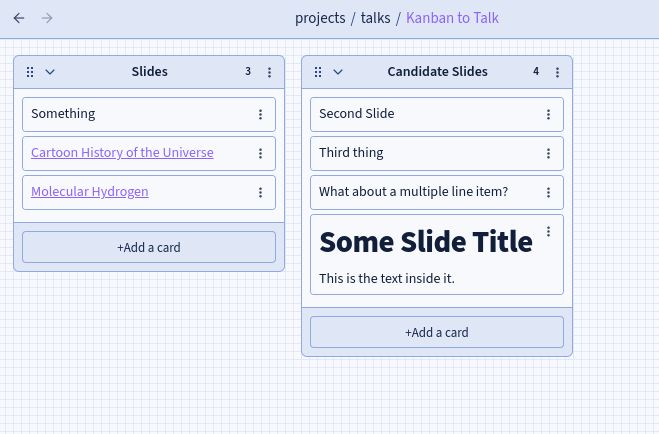 projects / talks / Kanban to Talk
Slides 3
Something
Cartoon History of the Universe
Molecular Hydrogen
+Add a card
Candidate Slides 4
Second Slide
Third thing
What about a multiple line item?
Some Slide Title
This is the text inside it.
+Add a card